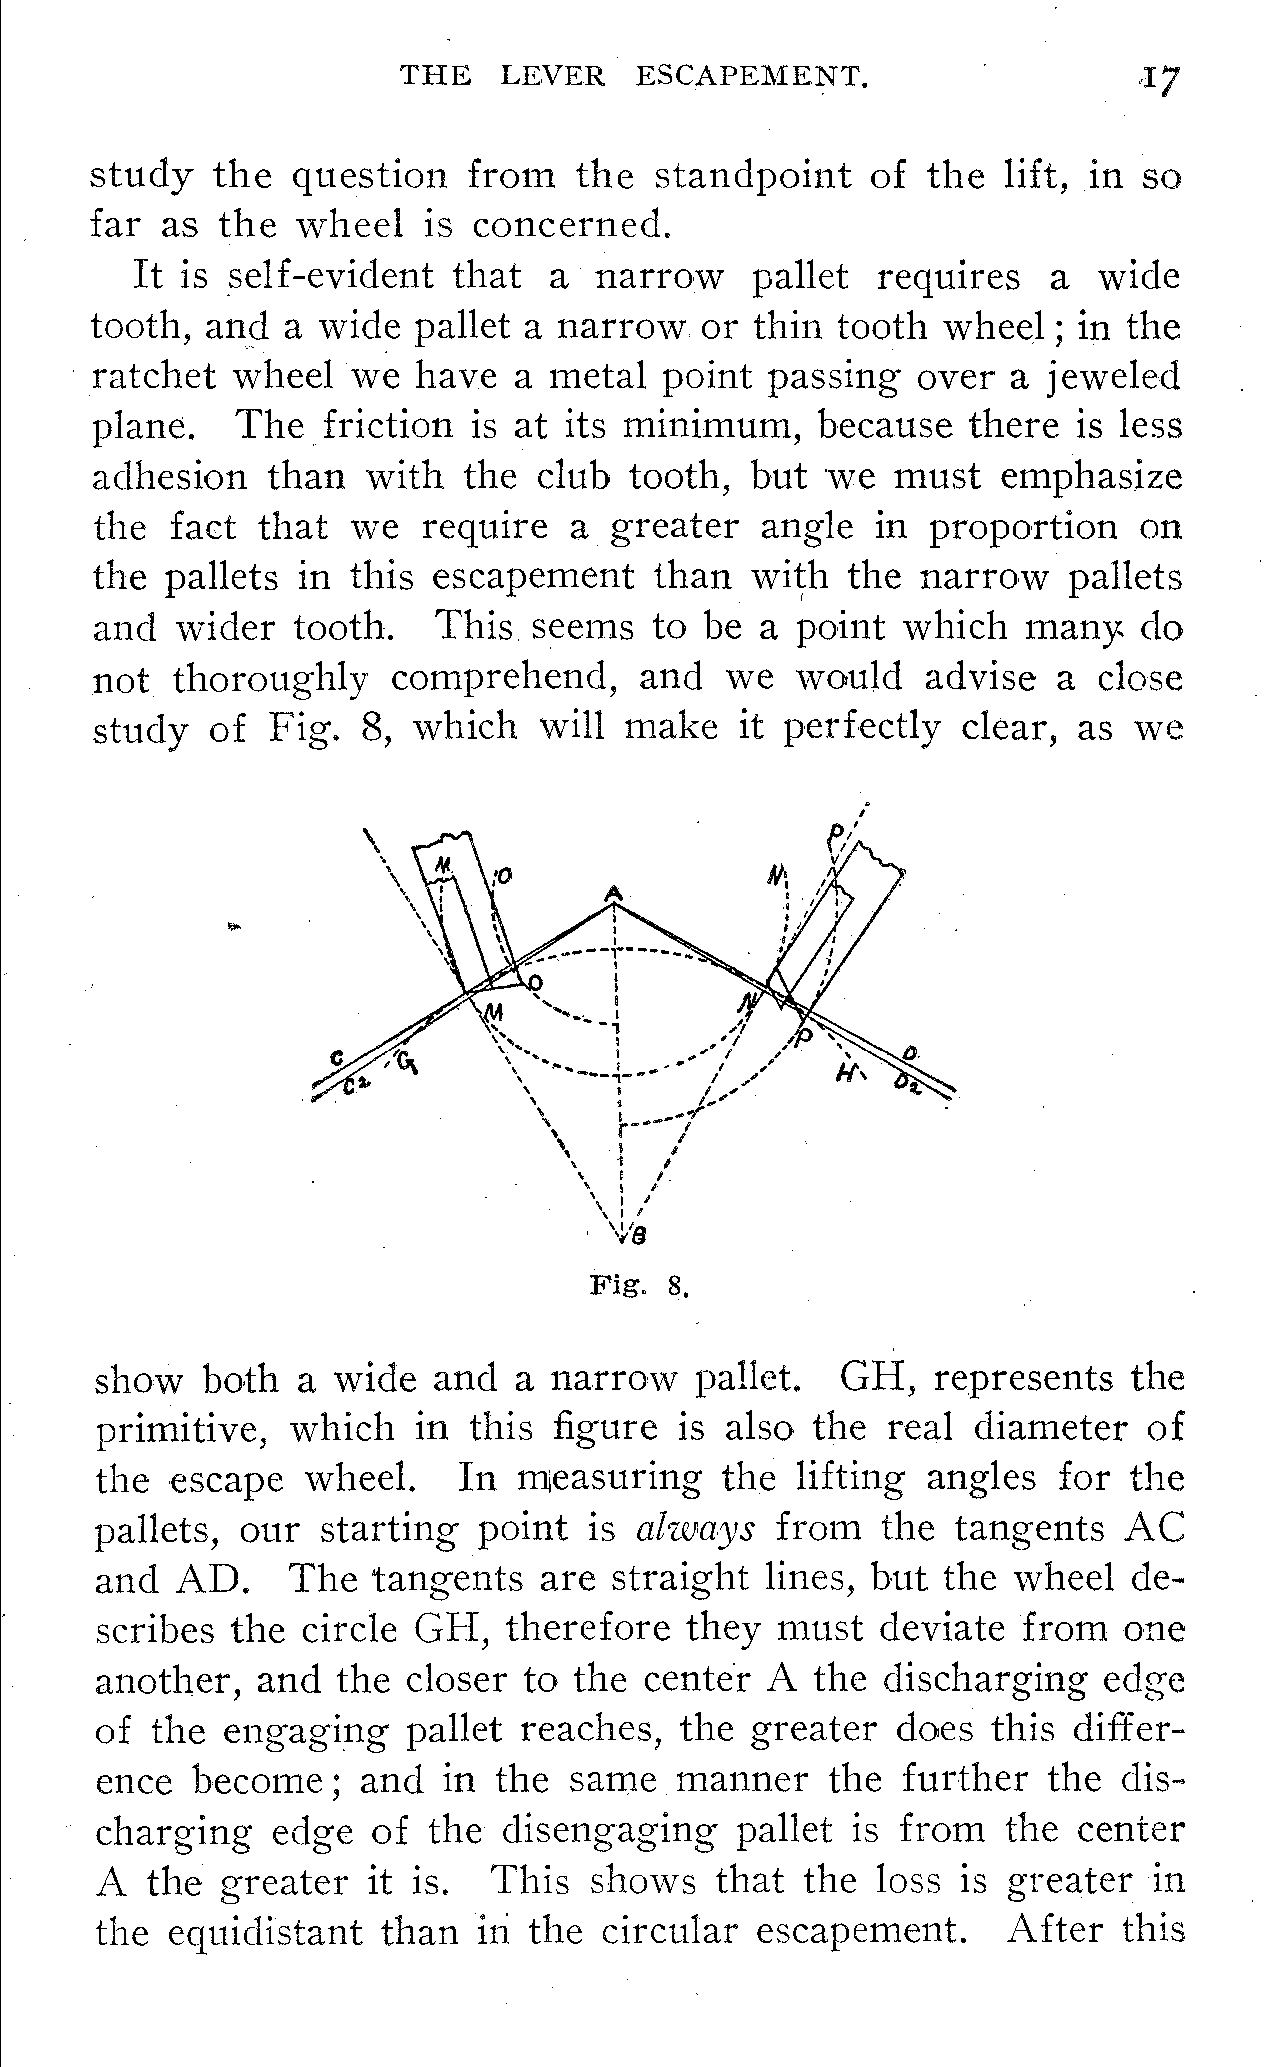 THE LEVER ESCAPEMENT. 17
study the question from the standpoint of the lift, in so
far as the wheel is concerned.
It is self-evident that a narrow pallet requires a wide
tooth, and a wide pallet a narrow or thin tooth wheel; in the
ratchet wheel we have a metal point passing over a jeweled
plane. The friction is at its minimum, because there is less
adhesion than with the club tooth, but we must emphasize
the fact that we require a greater angle in proportion on
the pallets in this escapement than with the narrow pallets
and wider tooth. This seems to be a point which many do
not thoroughly comprehend, and we would advise a close
study of Fig. 8, which will make it perfectly clear, as we
P
M O A N
O
M N
P
C G D
C2 H D2
B
Fig. 8.
show both a wide and a narrow pallet. GH, represents the
primitive, which in this figure is also the real diameter of
the escape wheel. In measuring the lifting angles for the
pallets, our starting point is always from the tangents AC
and AD. The tangents are straight lines, but the wheel de-
scribes the circle GH, therefore they must deviate from one
another, and the closer to the center A the discharging edge
of the engaging pallet reaches, the greater does this differ-
ence become; and in the same manner the further the dis-
charging edge of the disengaging pallet is from the center
A the greater it is. This shows that the loss is greater in
the equidistant than in the circular escapement. After this